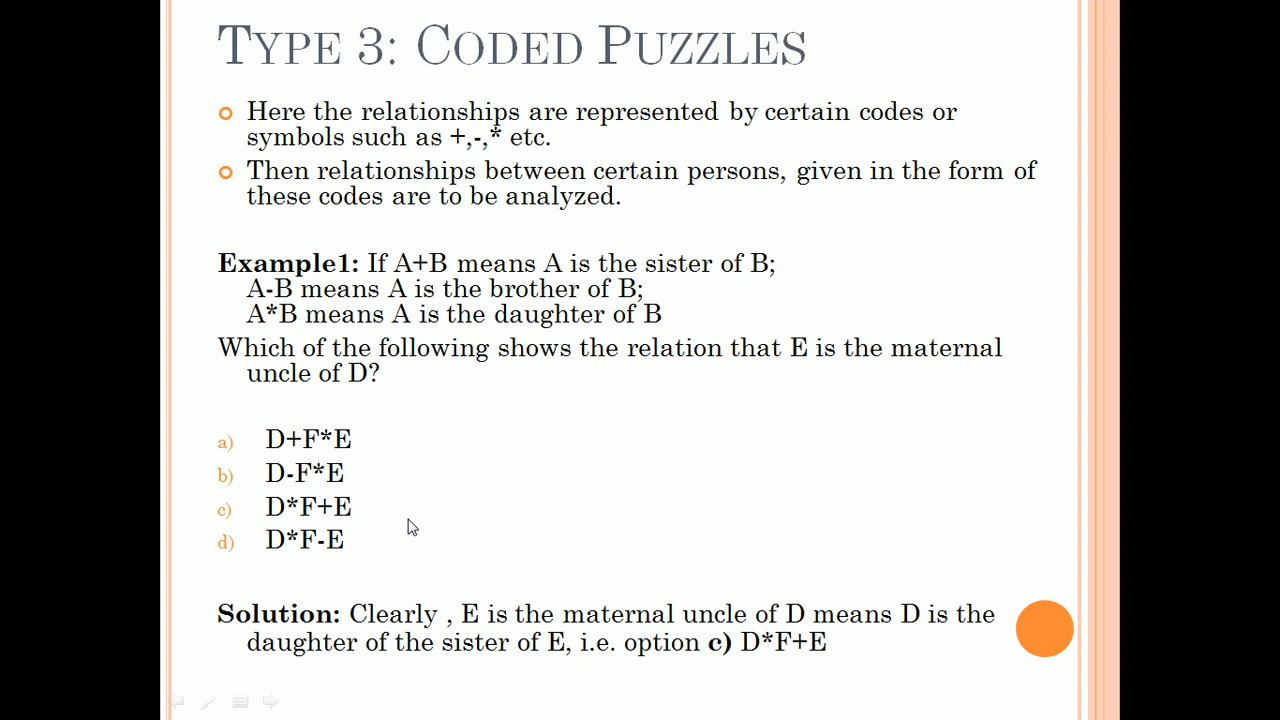 TYPE 3: CODED PUZZLES
Here the relationships are represented by certain codes or
symbols such as +,-,* etc.
Then relationships between certain persons, given in the form of
these codes are to be analyzed.
Example1: If A+B means A is the sister of B;
A-B means A is the brother of B;
A*B means A is the daughter of B
Which of the following shows the relation that E is the maternal
uncle of D?
a) D+F*E
b) D-F*E
c) D*F+E
d) D*F-E
Solution: Clearly , E is the maternal uncle of D means D is the
daughter of the sister of E, i.e. option c) D*F+E